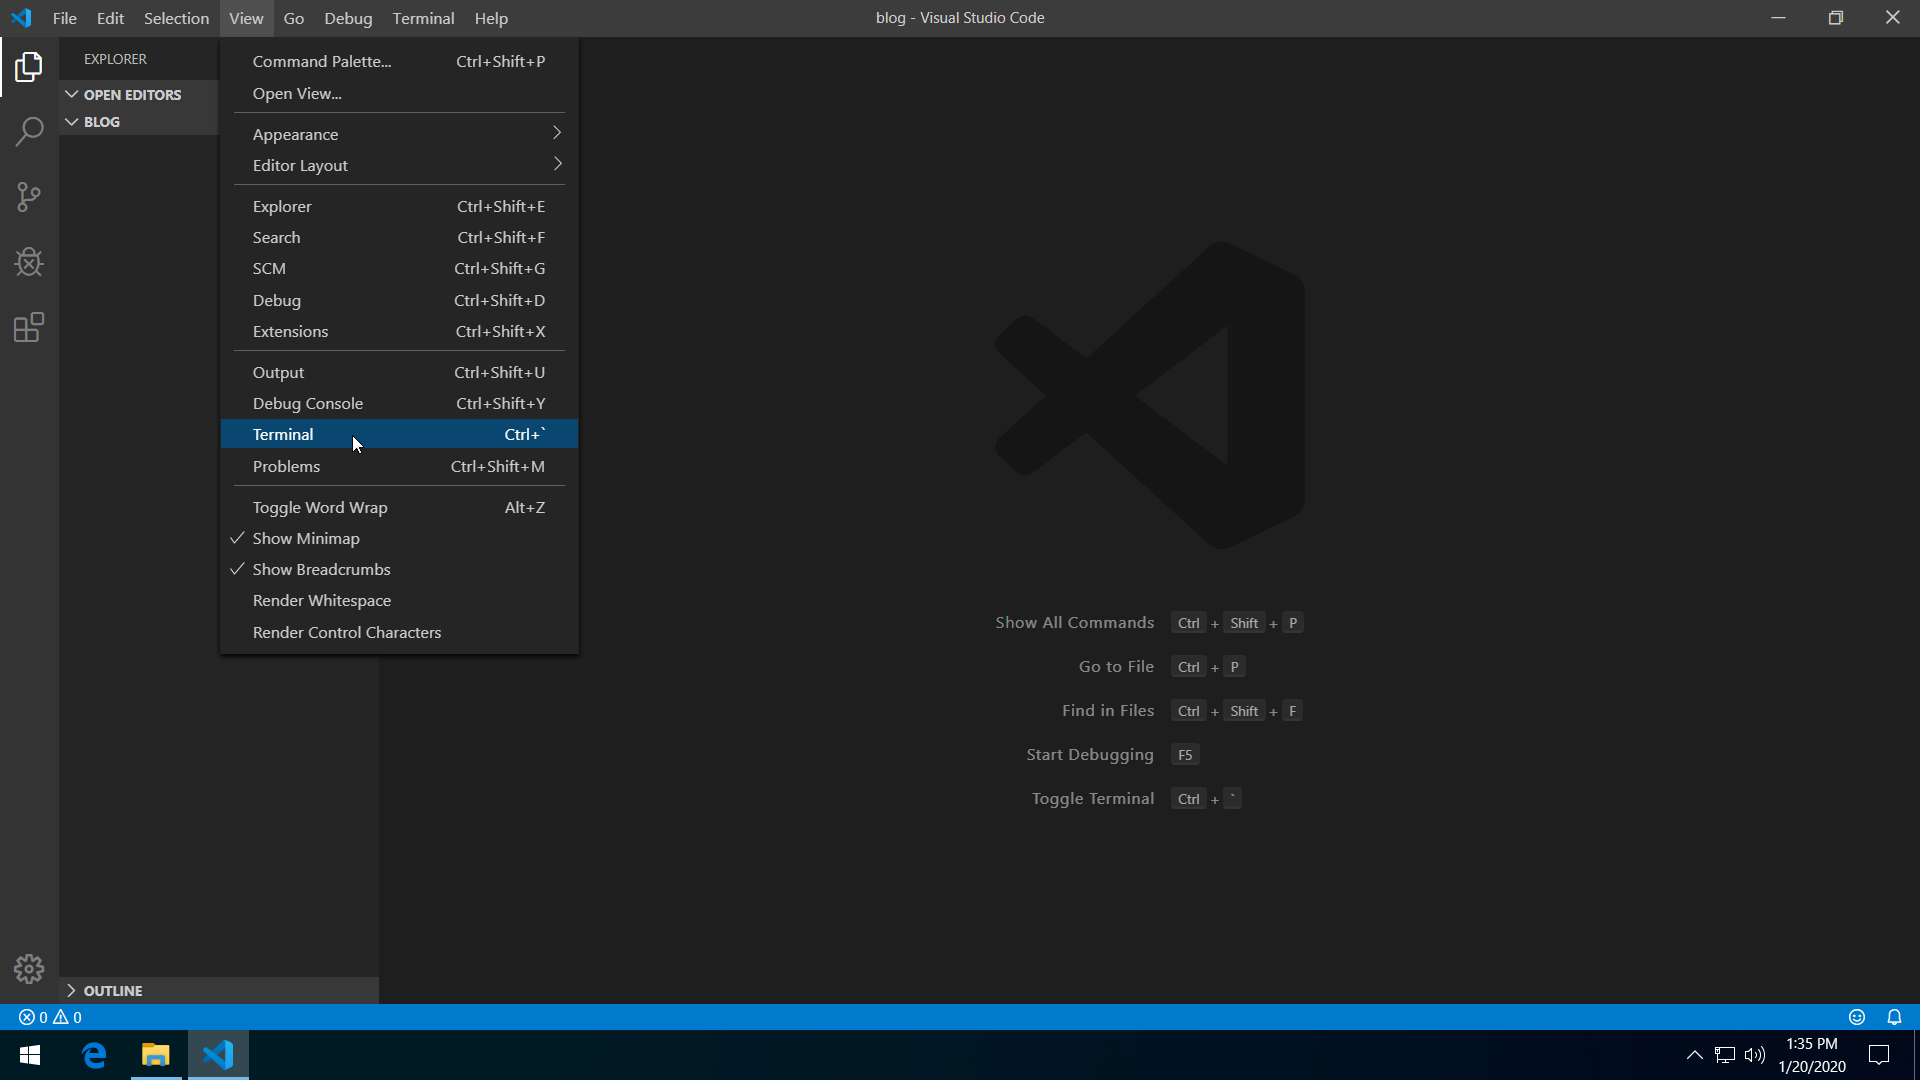 File Edit Selection View Go Debug Terminal Help
blog - Visual Studio Code
EXPLORER
OPEN EDITORS
BLOG
Command Palette... Ctrl+Shift+P
Open View...
Appearance
Editor Layout
Explorer Ctrl+Shift+E
Search Ctrl+Shift+F
SCM Ctrl+Shift+G
Debug Ctrl+Shift+D
Extensions Ctrl+Shift+X
Output Ctrl+Shift+U
Debug Console Ctrl+Shift+Y
Terminal Ctrl+`
Problems Ctrl+Shift+M
Toggle Word Wrap Alt+Z
Show Minimap
Show Breadcrumbs
Render Whitespace
Render Control Characters
Show All Commands Ctrl + Shift + P
Go to File Ctrl + P
Find in Files Ctrl + Shift + F
Start Debugging F5
Toggle Terminal Ctrl + `
OUTLINE
0 0
1:35 PM
1/20/2020